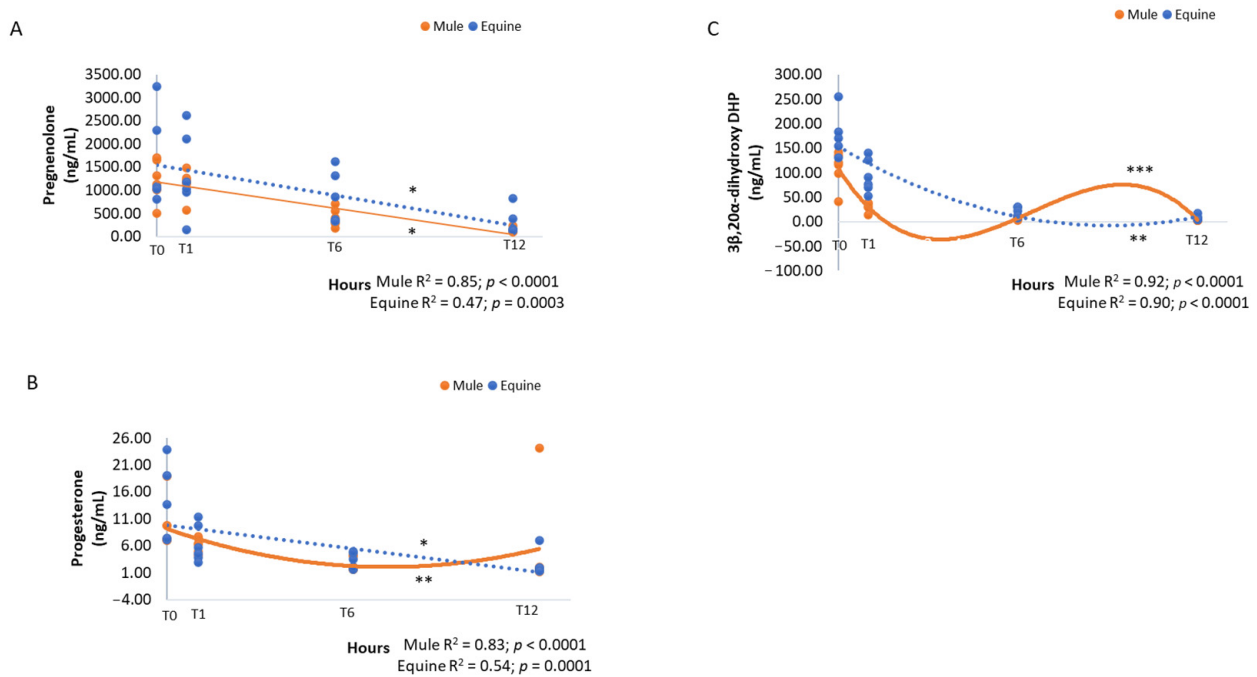 A
Mule Equine
Pregnenolone
(ng/mL)
3500.00
3000.00
2500.00
2000.00
1500.00
1000.00
500.00
0.00
*
*
T0 T1 T6 T12
Hours Mule R² = 0.85; p < 0.0001
Equine R² = 0.47; p = 0.0003
B
Mule Equine
Progesterone
(ng/mL)
26.00
21.00
16.00
11.00
6.00
1.00
−4.00
*
**
T0 T1 T6 T12
Hours Mule R² = 0.83; p < 0.0001
Equine R² = 0.54; p = 0.0001
C
Mule Equine
3β,20α-dihydroxy DHP
(ng/mL)
300.00
250.00
200.00
150.00
100.00
50.00
0.00
−50.00
−100.00
***
**
T0 T1 T6 T12
Hours Mule R² = 0.92; p < 0.0001
Equine R² = 0.90; p < 0.0001